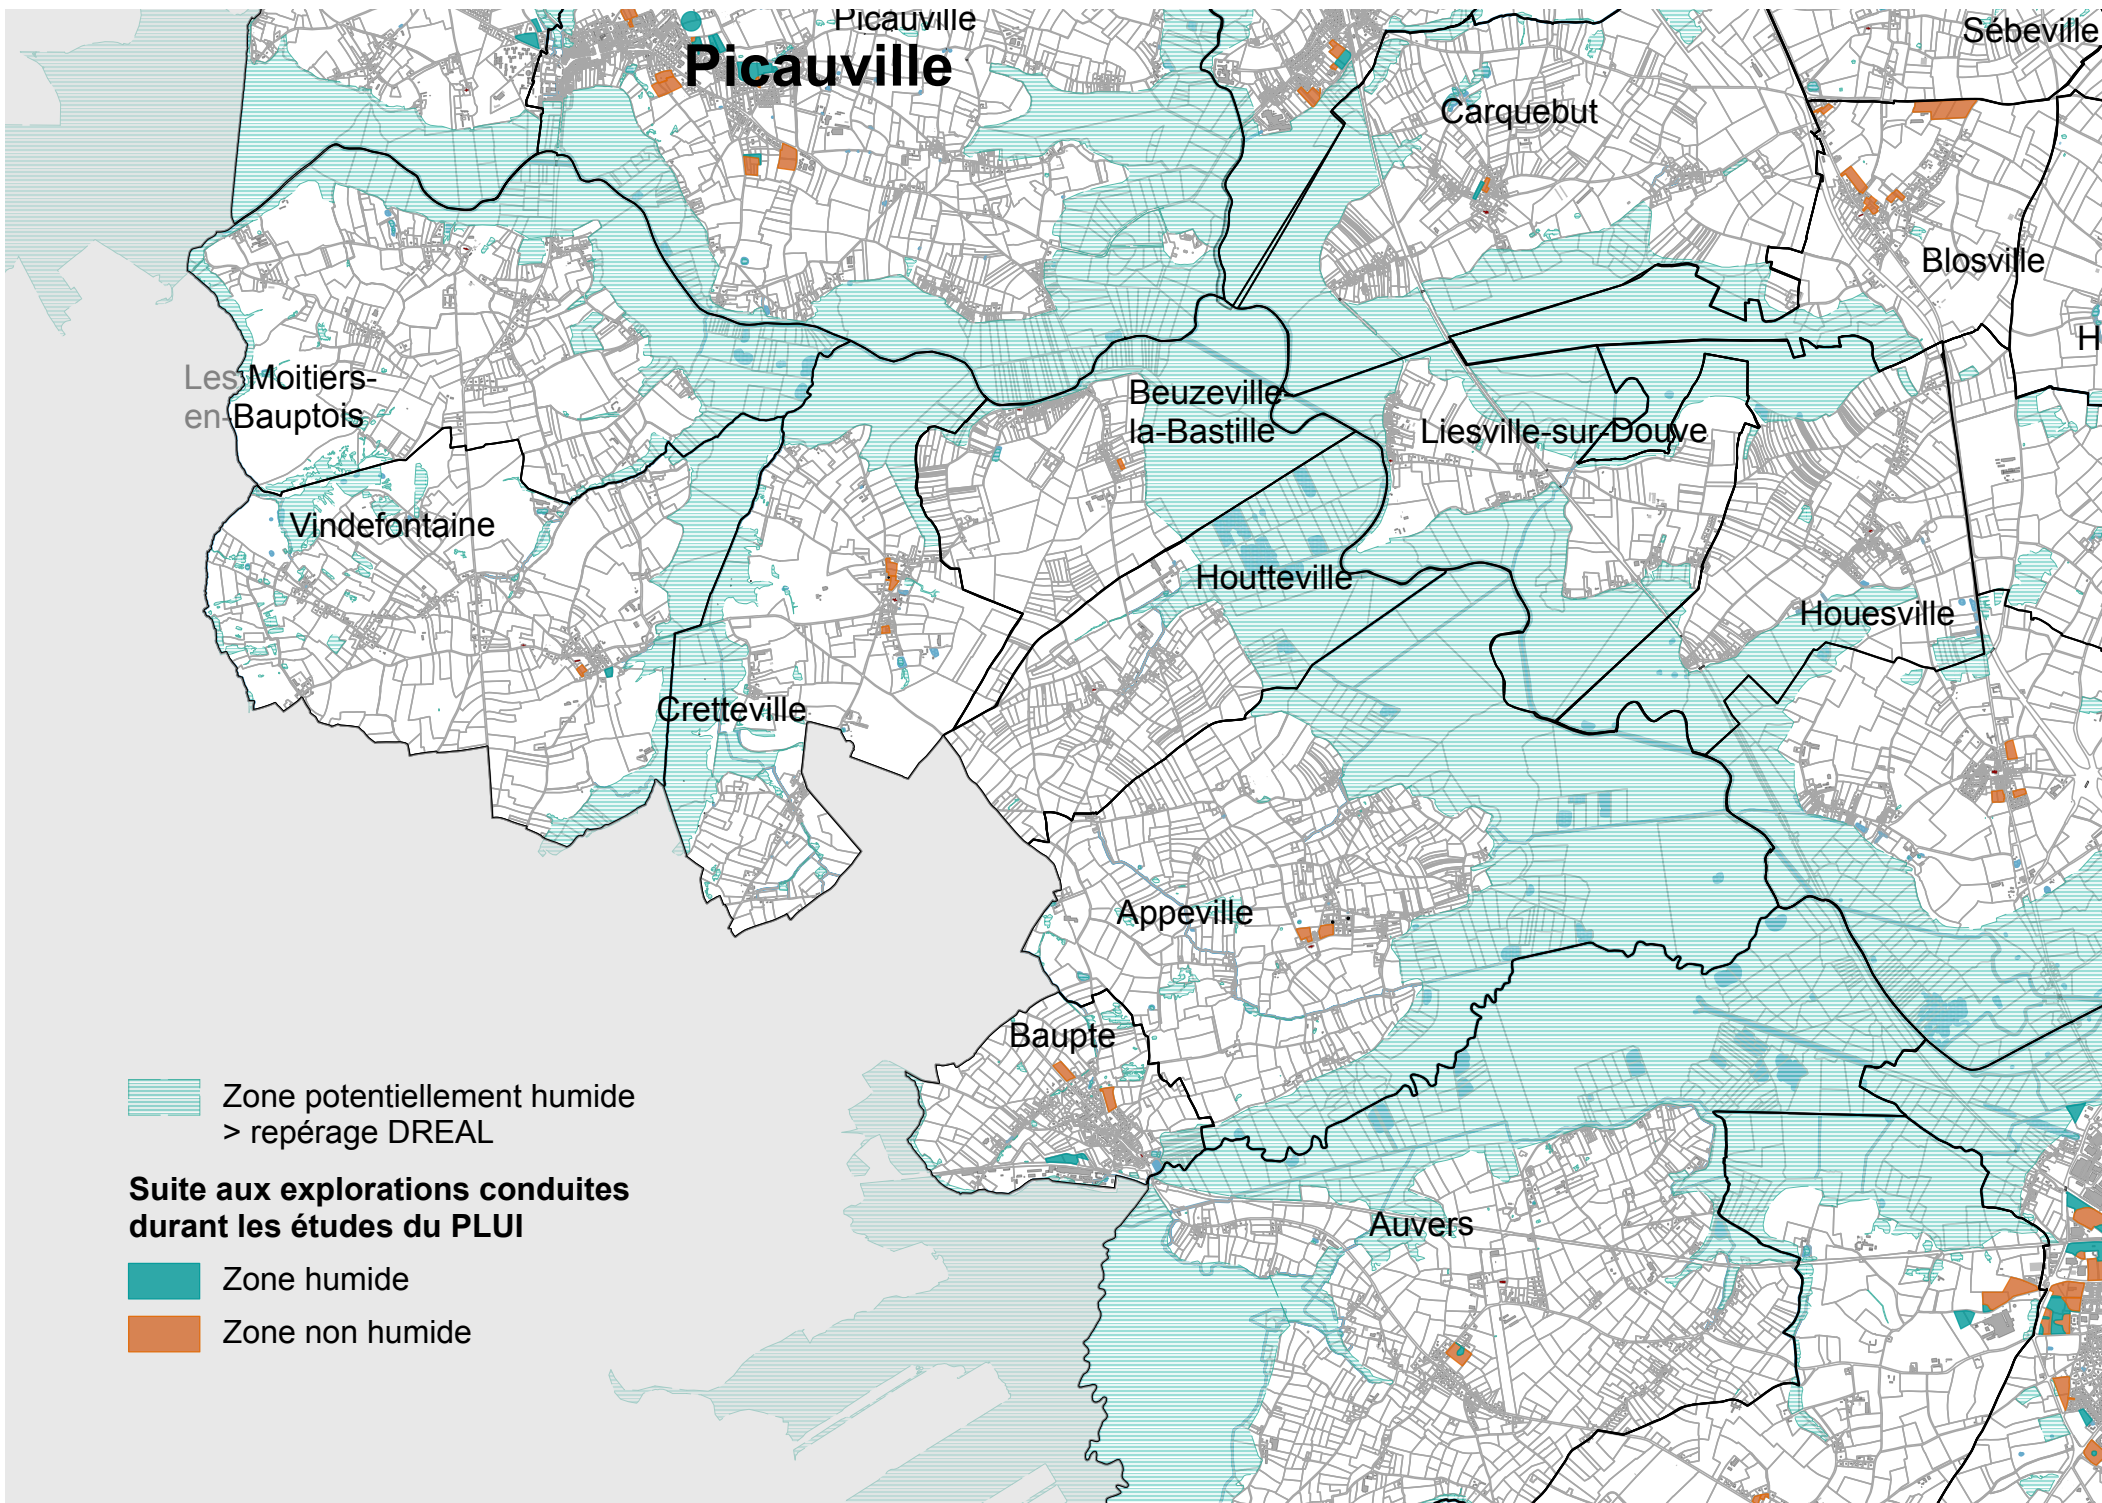 Picauville
Picauville
Sébeville
Carquebut
Blosville
H
Les Moitiers-
en-Bauptois
Beuzeville-
la-Bastille
Liesville-sur-Douve
Vindefontaine
Houtteville
Houesville
Cretteville
Appeville
Baupte
Auvers
Zone potentiellement humide
> repérage DREAL
Suite aux explorations conduites
durant les études du PLUI
Zone humide
Zone non humide